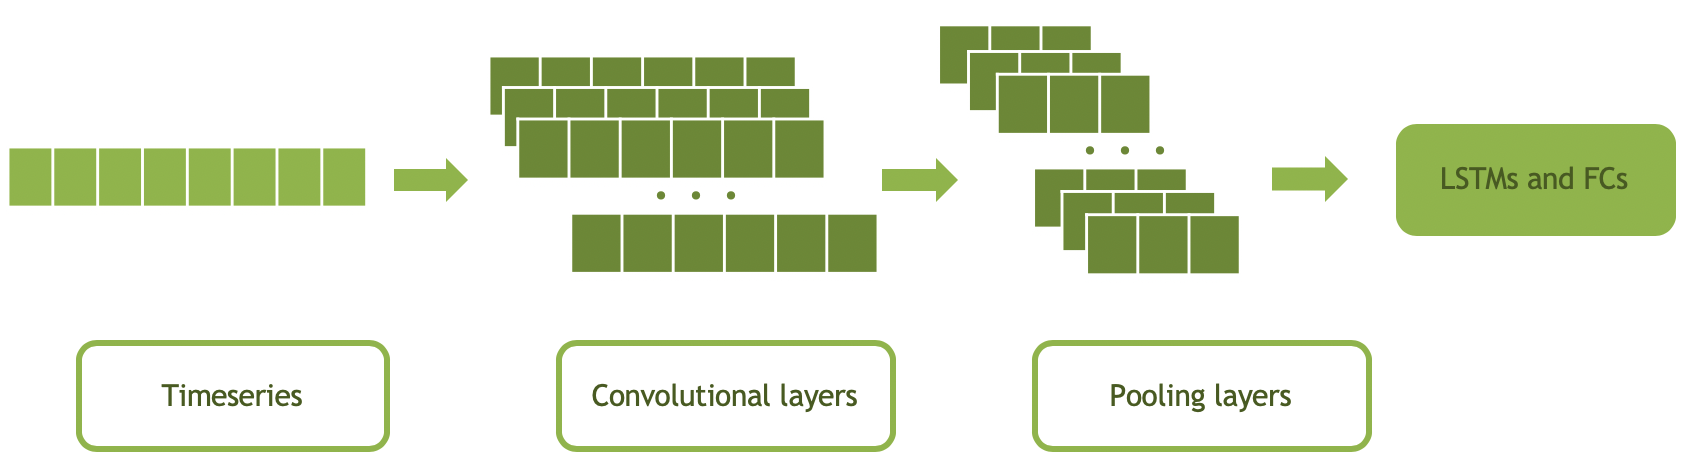 LSTMs and FCs
Timeseries
Convolutional layers
Pooling layers